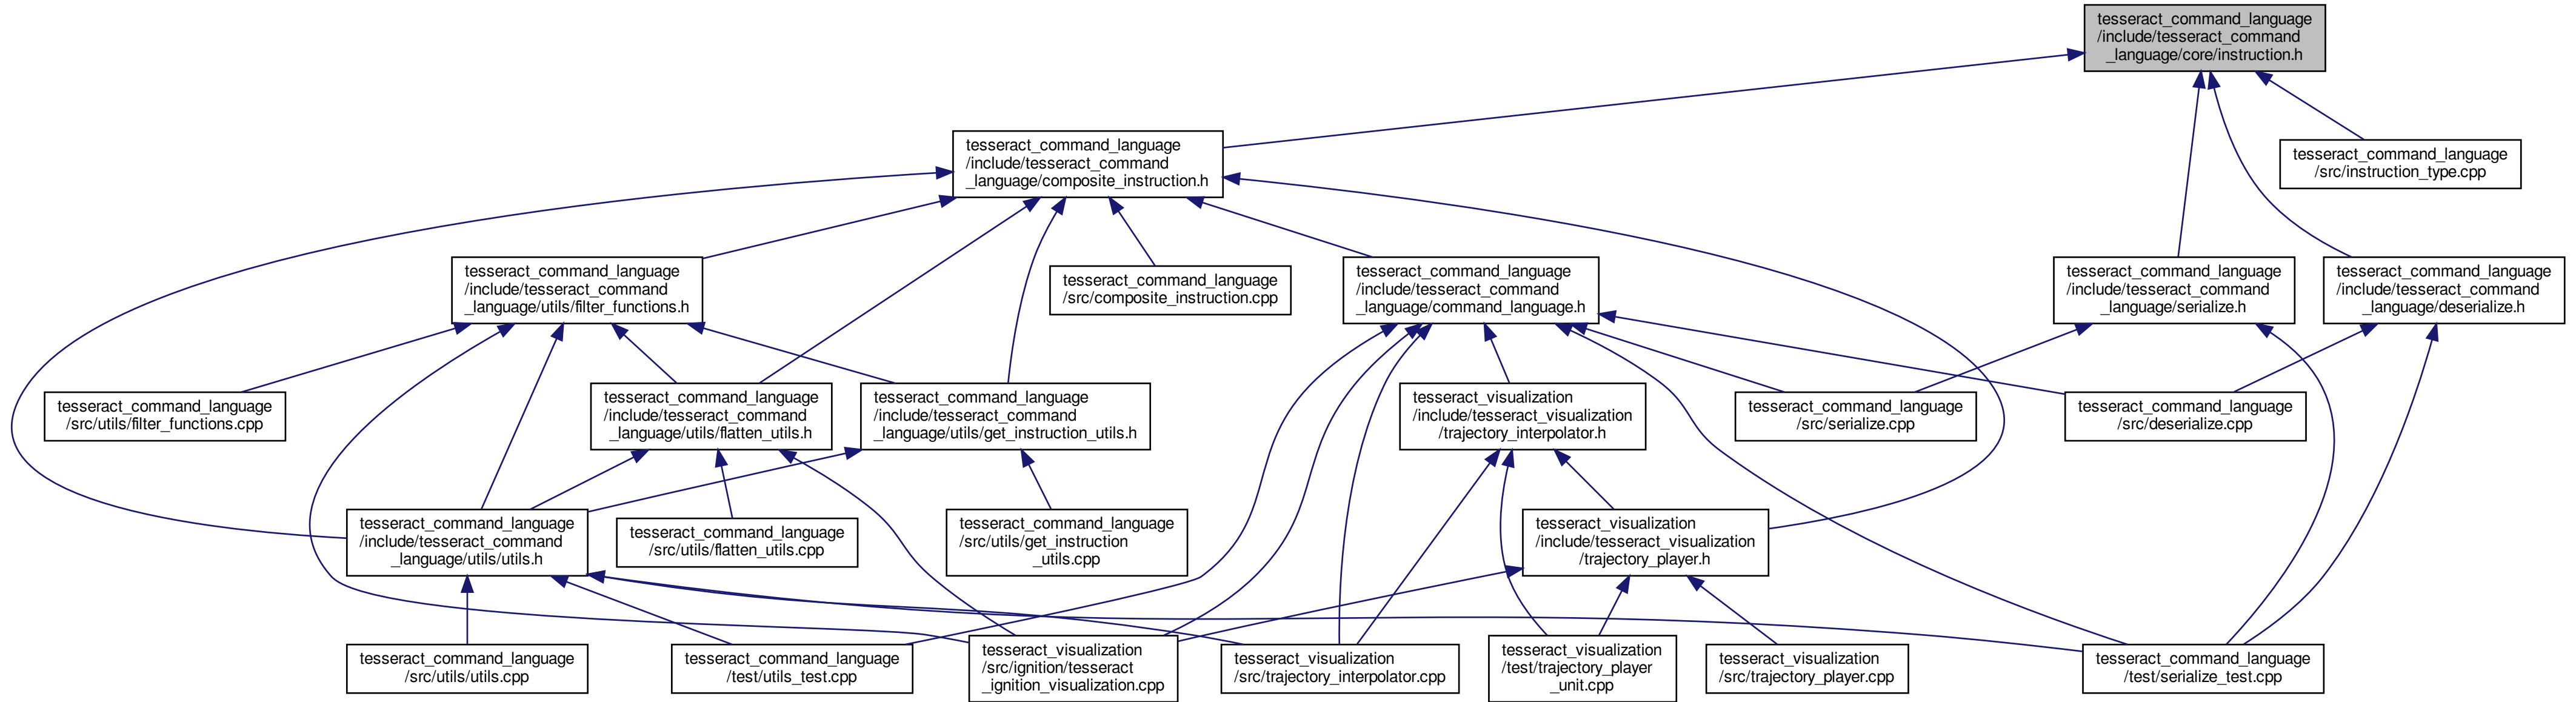 tesseract_command_language
/include/tesseract_command
_language/core/instruction.h
tesseract_command_language
/include/tesseract_command
_language/composite_instruction.h
tesseract_command_language
/src/instruction_type.cpp
tesseract_command_language
/include/tesseract_command
_language/utils/filter_functions.h
tesseract_command_language
/src/composite_instruction.cpp
tesseract_command_language
/include/tesseract_command
_language/command_language.h
tesseract_command_language
/include/tesseract_command
_language/serialize.h
tesseract_command_language
/include/tesseract_command
_language/deserialize.h
tesseract_command_language
/src/utils/filter_functions.cpp
tesseract_command_language
/include/tesseract_command
_language/utils/flatten_utils.h
tesseract_command_language
/include/tesseract_command
_language/utils/get_instruction_utils.h
tesseract_visualization
/include/tesseract_visualization
/trajectory_interpolator.h
tesseract_command_language
/src/serialize.cpp
tesseract_command_language
/src/deserialize.cpp
tesseract_command_language
/include/tesseract_command
_language/utils/utils.h
tesseract_command_language
/src/utils/flatten_utils.cpp
tesseract_command_language
/src/utils/get_instruction
_utils.cpp
tesseract_visualization
/include/tesseract_visualization
/trajectory_player.h
tesseract_command_language
/src/utils/utils.cpp
tesseract_command_language
/test/utils_test.cpp
tesseract_visualization
/src/ignition/tesseract
_ignition_visualization.cpp
tesseract_visualization
/src/trajectory_interpolator.cpp
tesseract_visualization
/test/trajectory_player
_unit.cpp
tesseract_visualization
/src/trajectory_player.cpp
tesseract_command_language
/test/serialize_test.cpp